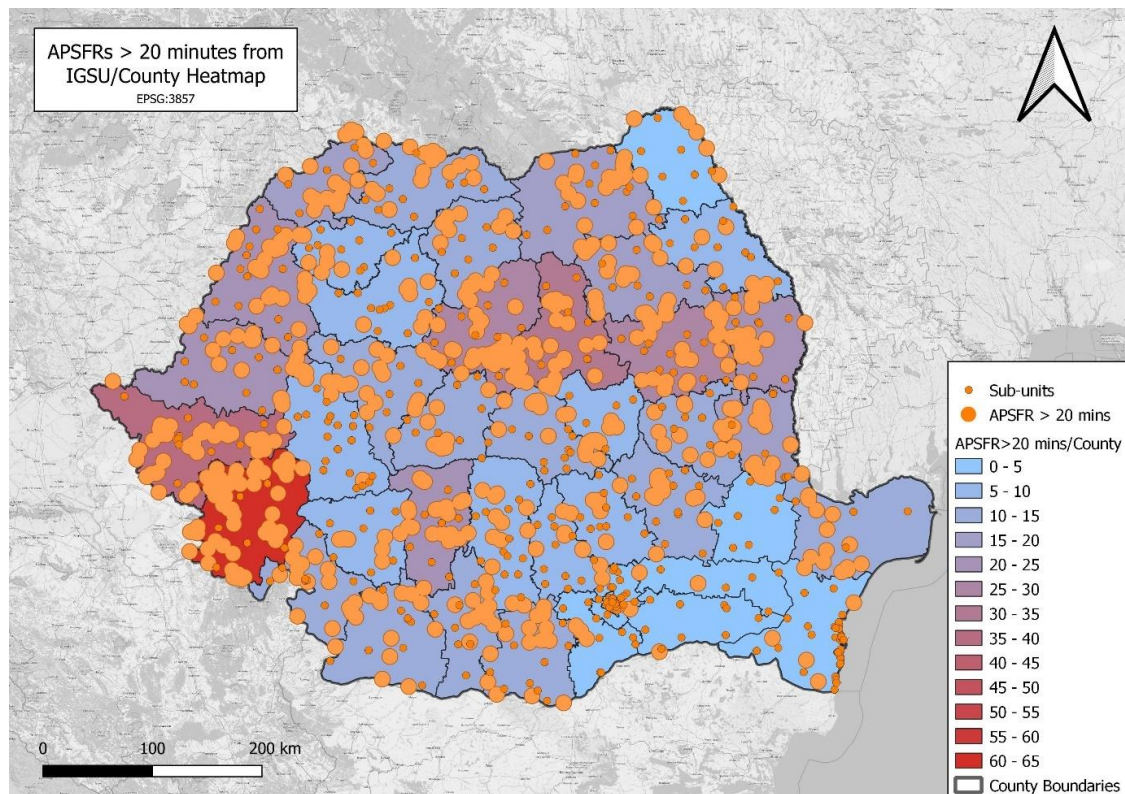 APSFRs > 20 minutes from
IGSU/County Heatmap
EPSG:3857
Sub-units
APSFR > 20 mins
APSFR>20 mins/County
0 - 5
5 - 10
10 - 15
15 - 20
20 - 25
25 - 30
30 - 35
35 - 40
40 - 45
45 - 50
50 - 55
55 - 60
60 - 65
County Boundaries
0 100 200 km